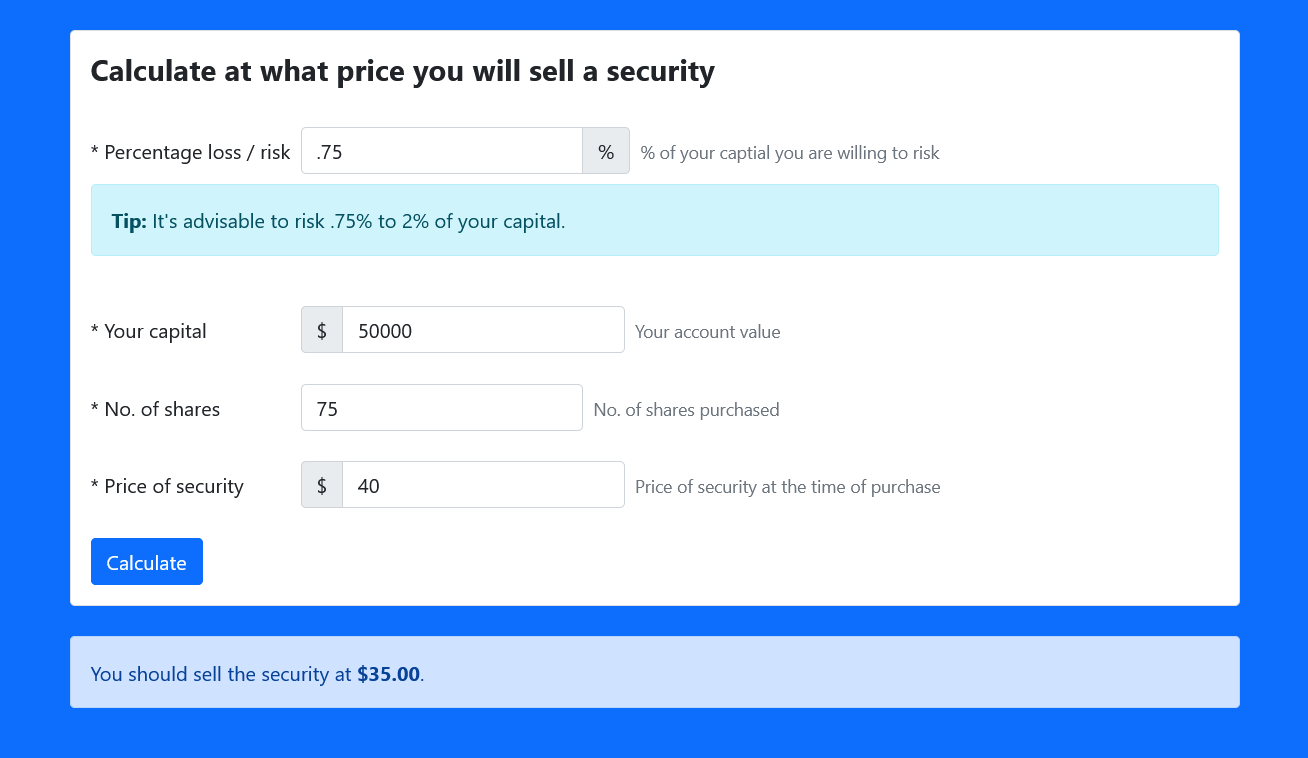 Calculate at what price you will sell a security
* Percentage loss / risk .75 % % of your captial you are willing to risk
Tip: It's advisable to risk .75% to 2% of your capital.
* Your capital $ 50000 Your account value
* No. of shares 75 No. of shares purchased
* Price of security $ 40 Price of security at the time of purchase
Calculate
You should sell the security at $35.00.